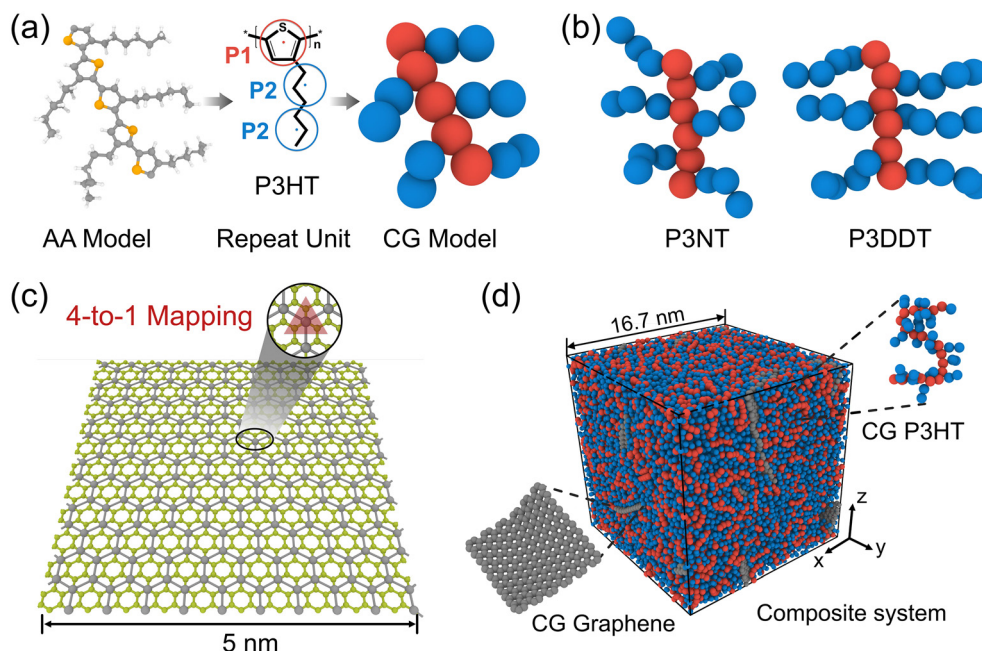 (a)
S
n
P1
P2
P2
P3HT
AA Model
Repeat Unit
CG Model
(b)
P3NT
P3DDT
(c)
4-to-1 Mapping
5 nm
(d)
16.7 nm
CG P3HT
z
x
y
CG Graphene
Composite system